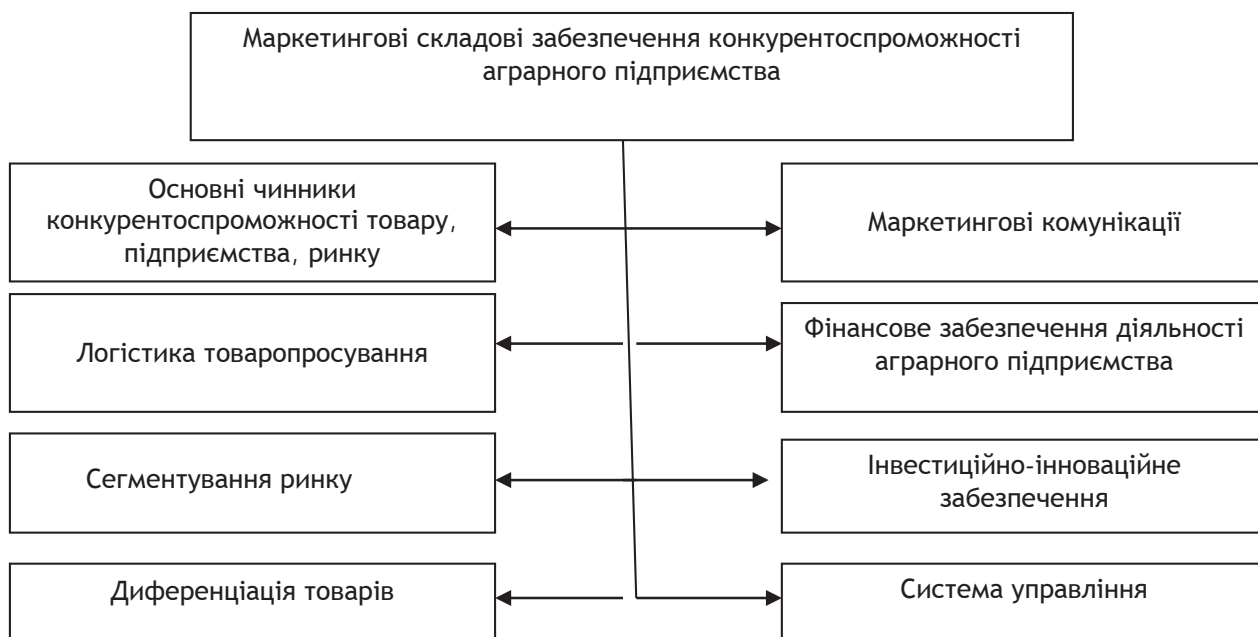 Маркетингові складові забезпечення конкурентоспроможності
аграрного підприємства
Основні чинники
конкурентоспроможності товару,
підприємства, ринку
Маркетингові комунікації
Логістика товаропросування
Фінансове забезпечення діяльності
аграрного підприємства
Сегментування ринку
Інвестиційно-інноваційне
забезпечення
Диференціація товарів
Система управління